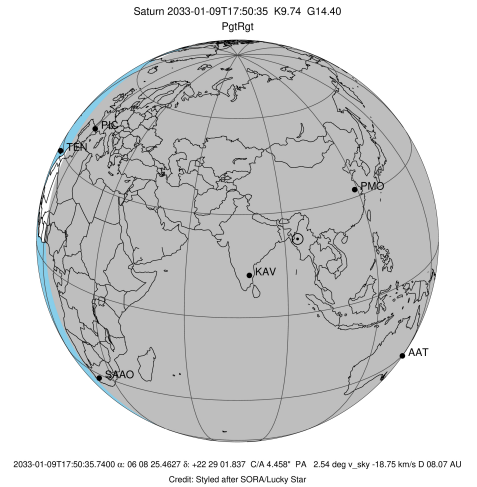 Saturn 2033-01-09T17:50:35 K9.74 G14.40
PgtRgt
PIC
TEN
PMO
KAV
AAT
SAAO
2033-01-09T17:50:35.7400 α: 06 08 25.4627 δ: +22 29 01.837 C/A 4.458" PA 2.54 deg v_sky -18.75 km/s D 08.07 AU
Credit: Styled after SORA/Lucky Star